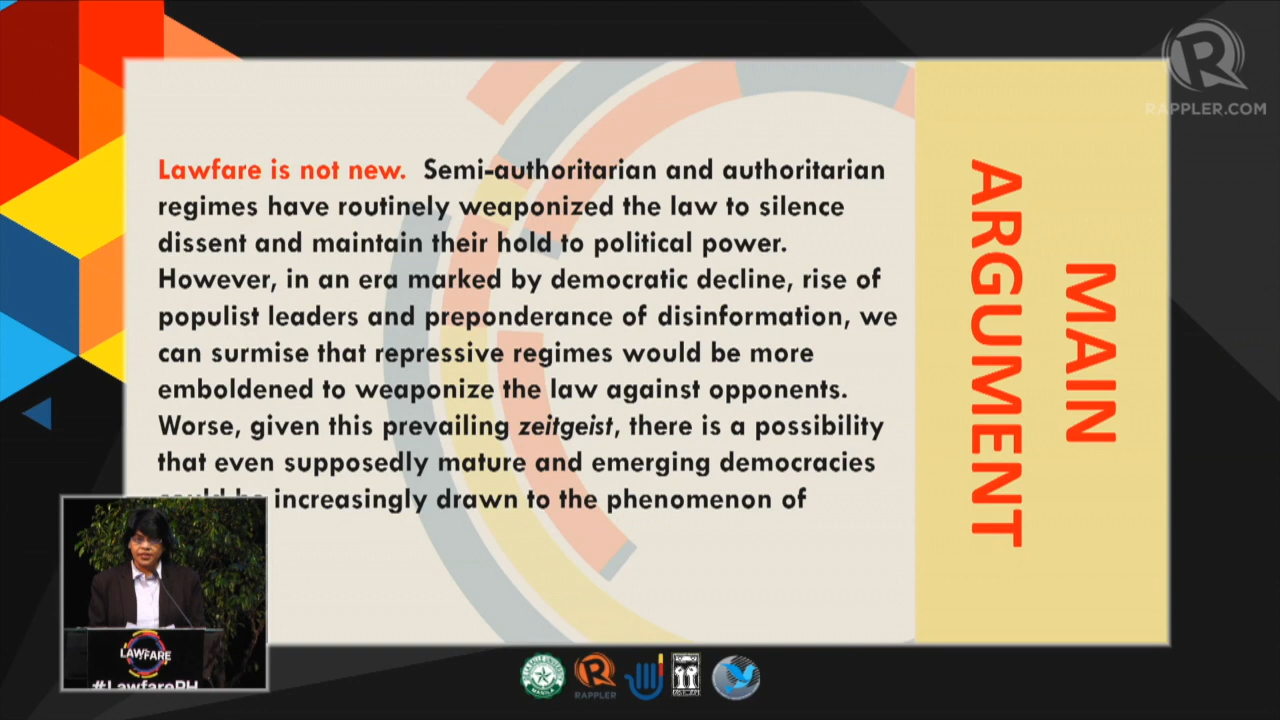 RAPPLER.COM
Lawfare is not new. Semi-authoritarian and authoritarian
regimes have routinely weaponized the law to silence
dissent and maintain their hold to political power.
However, in an era marked by democratic decline, rise of
populist leaders and preponderance of disinformation, we
can surmise that repressive regimes would be more
emboldened to weaponize the law against opponents.
Worse, given this prevailing zeitgeist, there is a possibility
that even supposedly mature and emerging democracies
increasingly drawn to the phenomenon of
MAIN
ARGUMENT
LAWFARE
#LawfarePH
RAPPLER